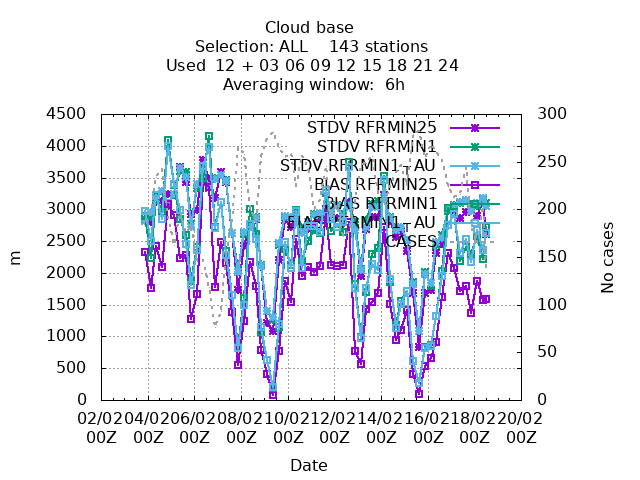 Cloud base
Selection: ALL    143 stations
Used  12 + 03 06 09 12 15 18 21 24
Averaging window:  6h
4500
4000
3500
3000
2500
2000
1500
1000
500
0
m
300
250
200
150
100
50
0
No cases
STDV RFRMIN25
STDV RFRMIN1
STDV RFRMIN1_AU
BIAS RFRMIN25
BIAS RFRMIN1
BIAS RFRMIN1_AU
CASES
02/02 04/02 06/02 08/02 10/02 12/02 14/02 16/02 18/02 20/02
00Z 00Z 00Z 00Z 00Z 00Z 00Z 00Z 00Z 00Z
Date